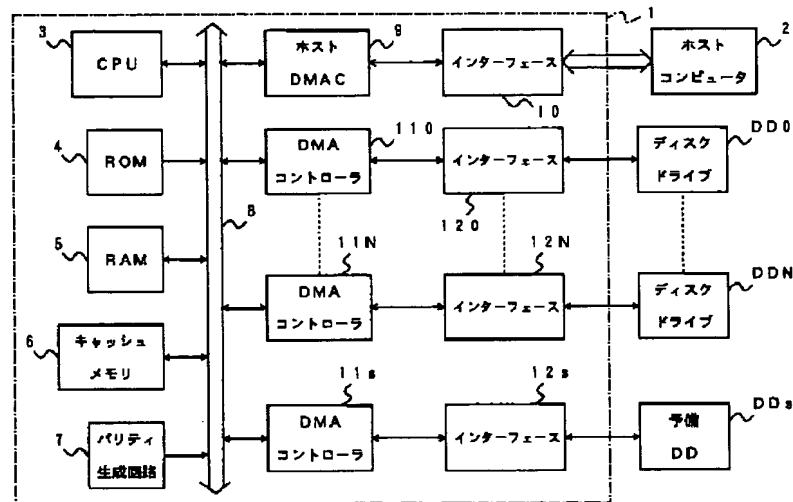 1
3
CPU
9
ホスト
DMAC
インターフェース
10
ホスト
コンピュータ
2
4
ROM
110
DMA
コントローラ
インターフェース
120
ディスク
ドライブ
DD0
5
RAM
8
11N
DMA
コントローラ
12N
インターフェース
ディスク
ドライブ
DDN
6
キャッシュ
メモリ
7
パリティ
生成回路
11s
DMA
コントローラ
12s
インターフェース
予備
DD
DDs